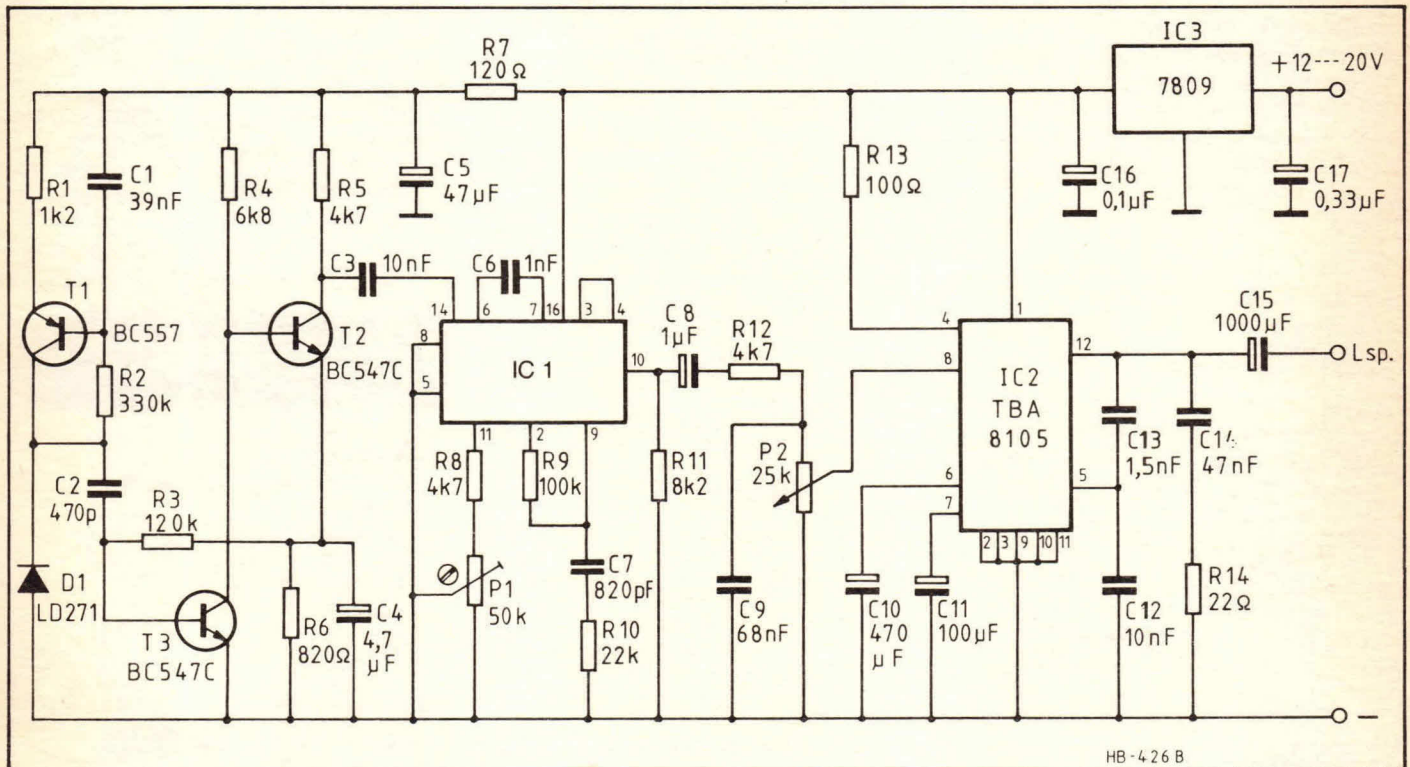 R7
120Ω
IC3
7809
+12---20V
R1
1k2
C1
39nF
R4
6k8
R5
4k7
C5
47µF
R13
100Ω
C16
0,1µF
C17
0,33µF
T1
BC557
C3
10nF
C6
1nF
14
6
7
16
3
4
T2
BC547C
8
5
IC 1
10
11
2
9
C8
1µF
R12
4k7
4
8
1
12
IC2
TBA
8105
6
7
5
2
3
9
10
11
C15
1000µF
Lsp.
R2
330k
C2
470p
R3
120k
R8
4k7
R9
100k
R11
8k2
P2
25k
C13
1,5nF
C14
47nF
D1
LD271
T3
BC547C
R6
820Ω
C4
4,7
µF
P1
50k
C7
820pF
R10
22k
C9
68nF
C10
470
µF
C11
100µF
C12
10nF
R14
22Ω
−
HB-426B